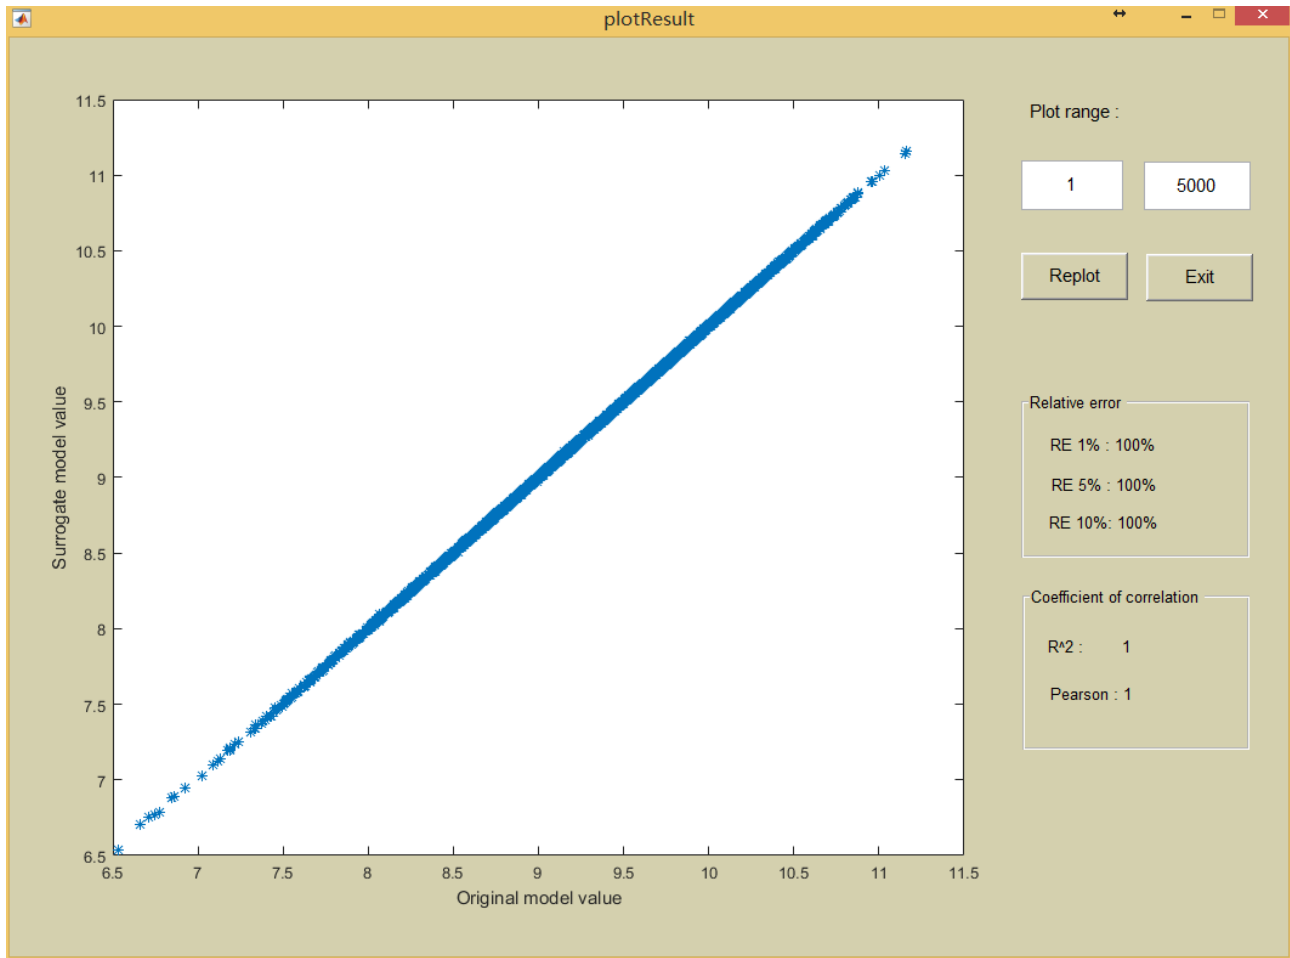 plotResult
Plot range :
1
5000
Replot
Exit
Relative error
RE 1% : 100%
RE 5% : 100%
RE 10%: 100%
Coefficient of correlation
R^2 : 1
Pearson : 1
11.5
11
10.5
10
9.5
9
8.5
8
7.5
7
6.5
Surrogate model value
6.5 7 7.5 8 8.5 9 9.5 10 10.5 11 11.5
Original model value